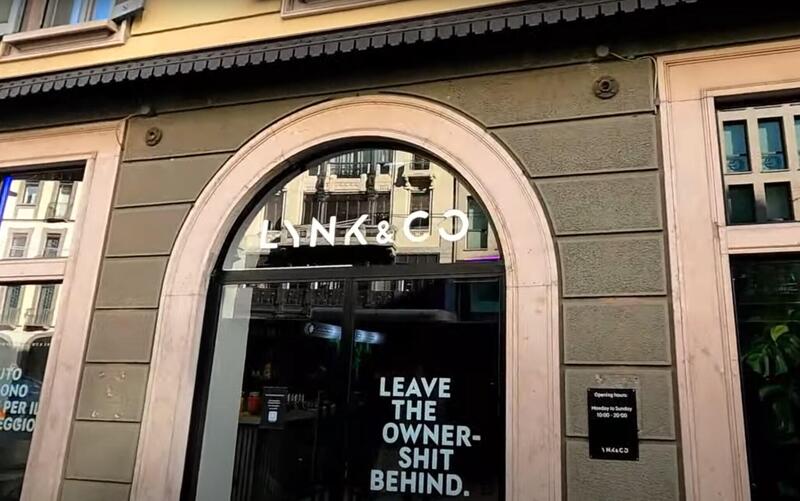 LYNK & CO
LEAVE
THE
OWNER-
SHIT
BEHIND.
UTO
ONO
PER IL
EGGIO
Opening hours:
Monday to Sunday
10:00 - 20:00
LYNK & CO